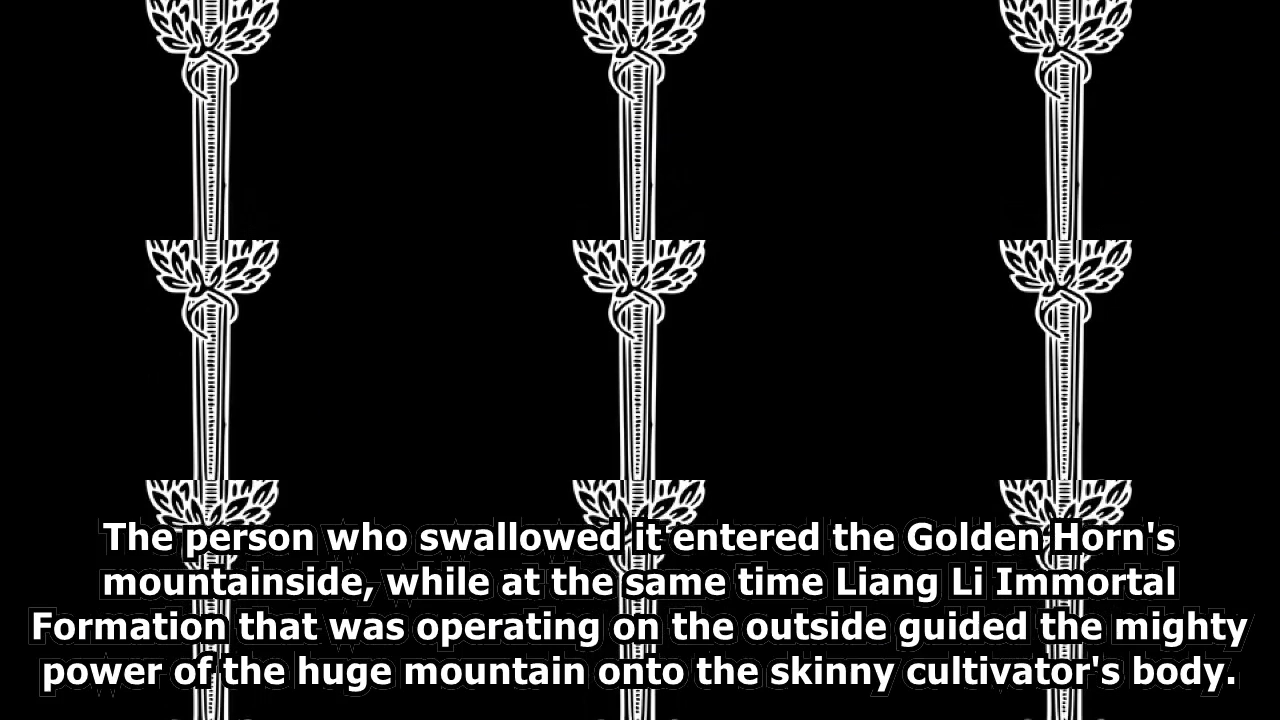 The person who swallowed it entered the Golden Horn's
mountainside, while at the same time Liang Li Immortal
Formation that was operating on the outside guided the mighty
power of the huge mountain onto the skinny cultivator's body.